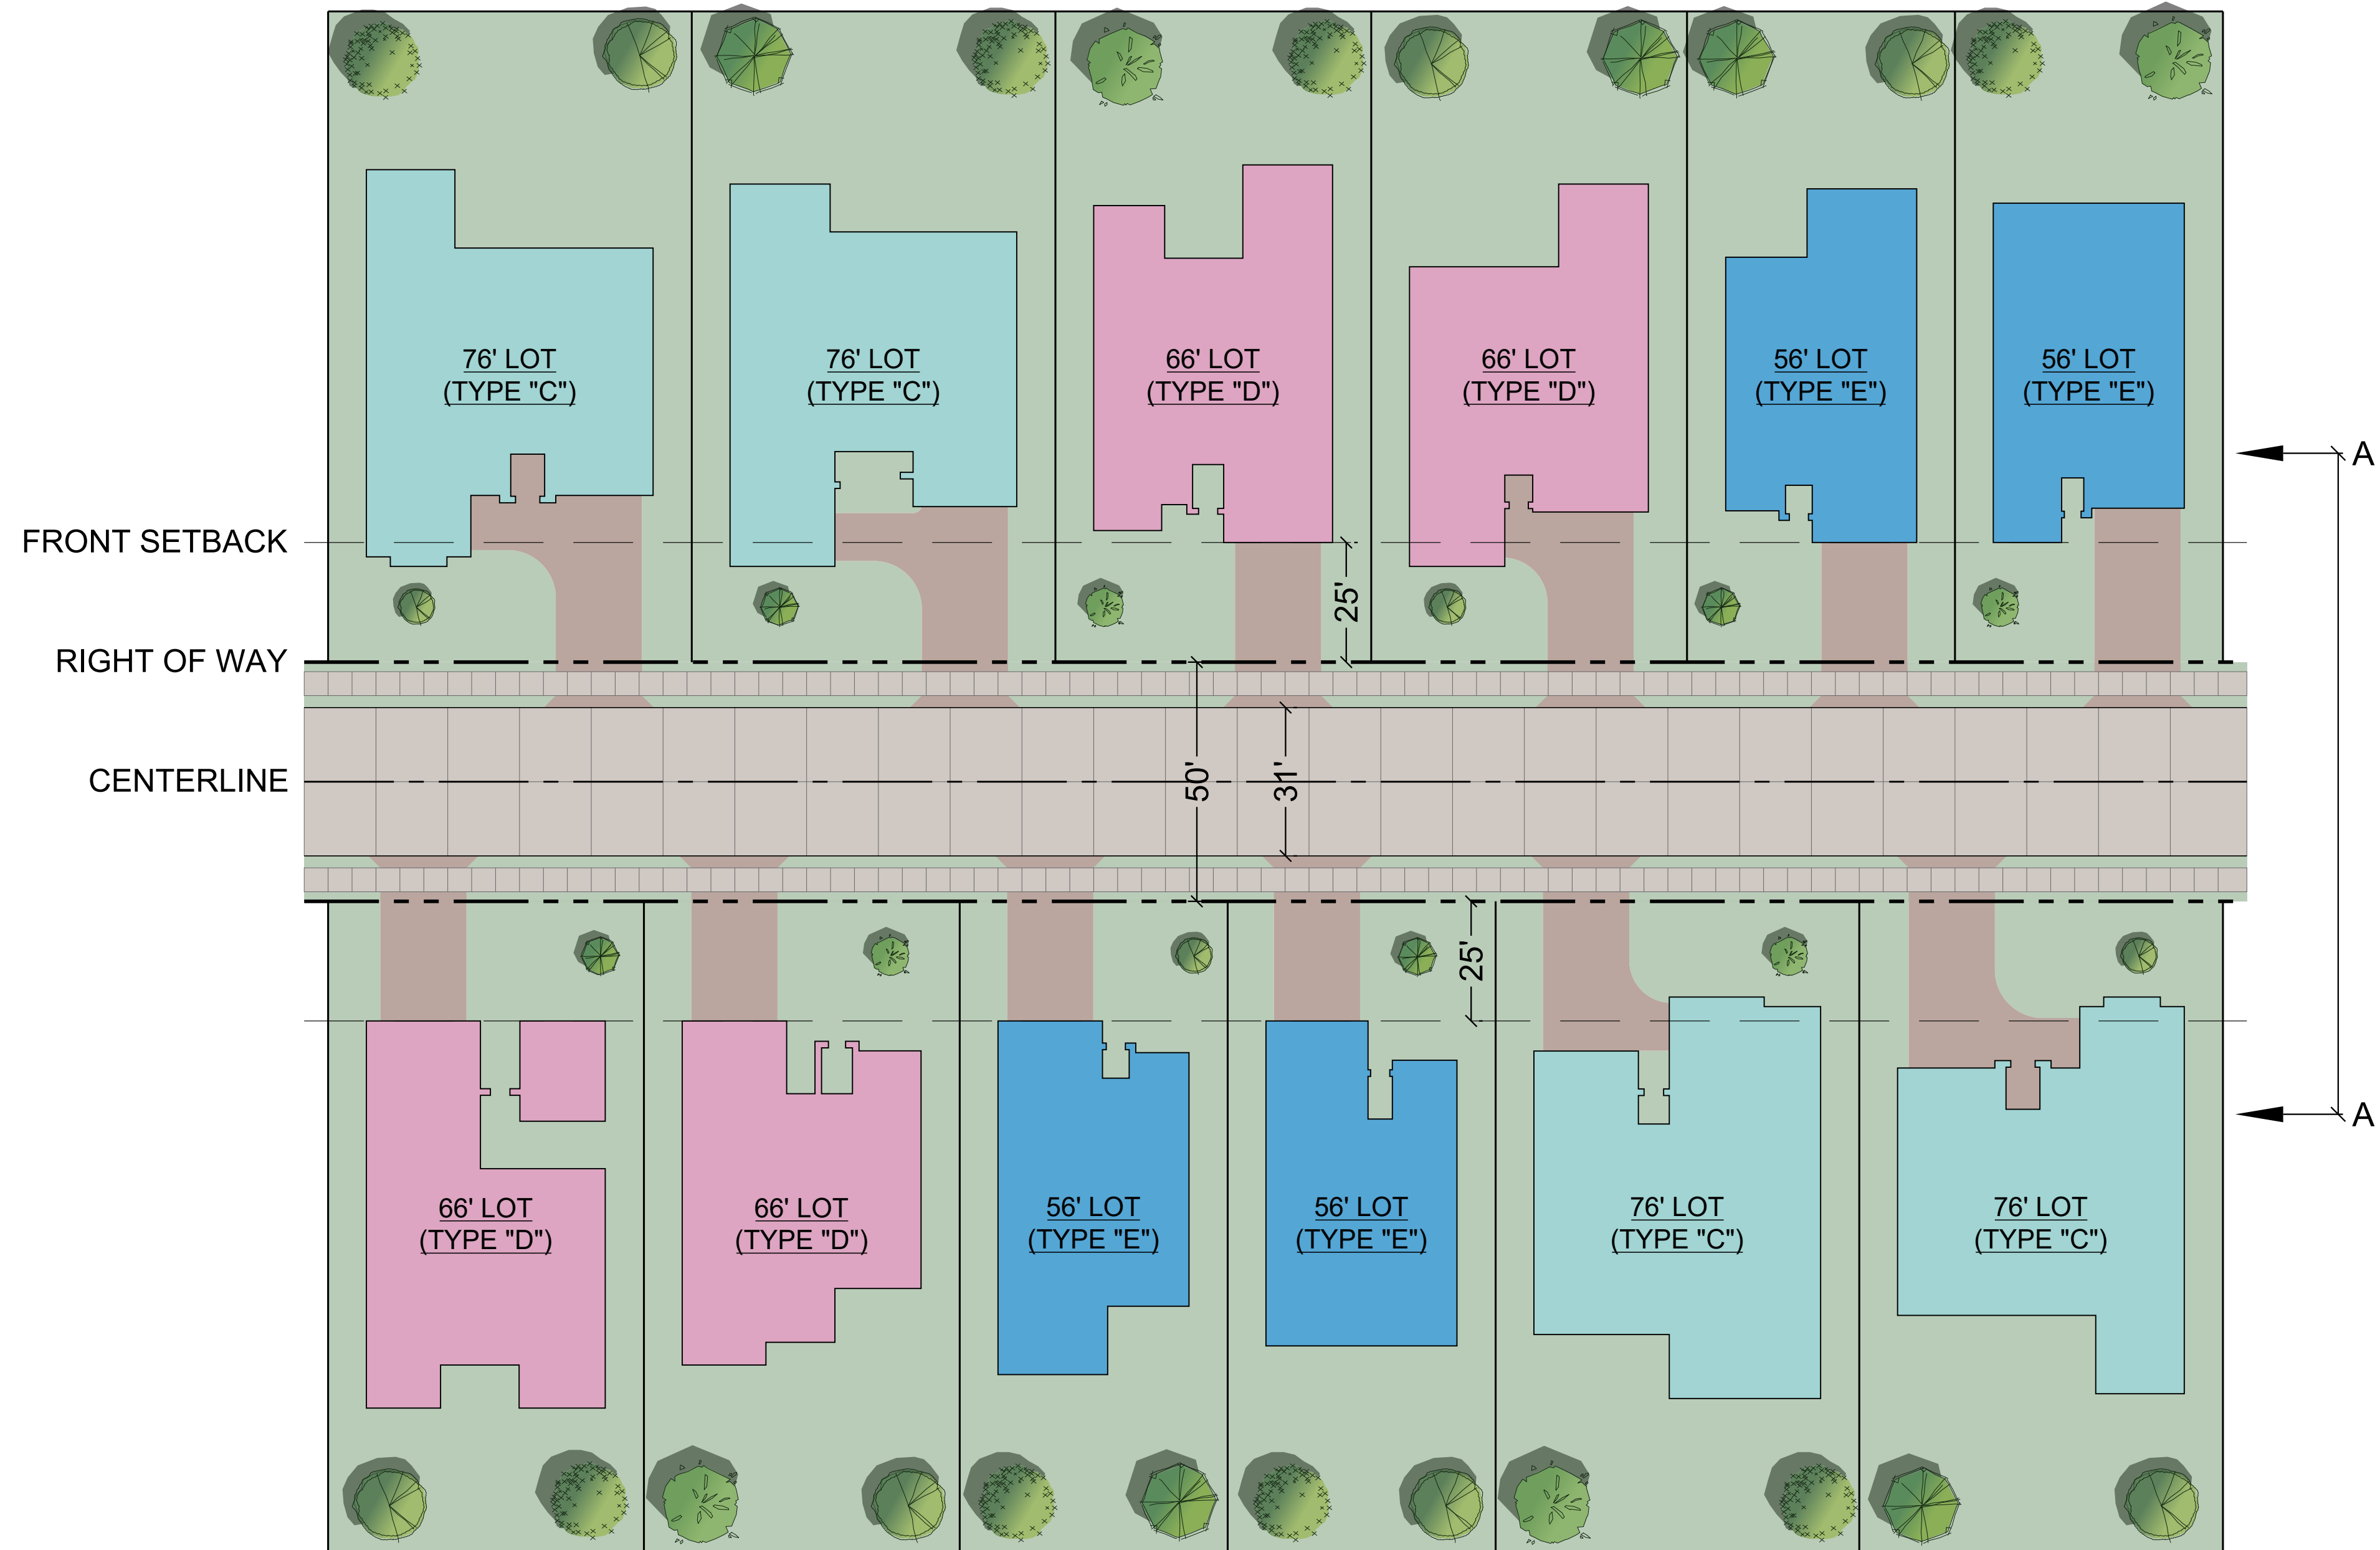 76' LOT
(TYPE "C")
76' LOT
(TYPE "C")
66' LOT
(TYPE "D")
66' LOT
(TYPE "D")
56' LOT
(TYPE "E")
56' LOT
(TYPE "E")
A
FRONT SETBACK
25'
RIGHT OF WAY
CENTERLINE
50'
31'
25'
A
66' LOT
(TYPE "D")
66' LOT
(TYPE "D")
56' LOT
(TYPE "E")
56' LOT
(TYPE "E")
76' LOT
(TYPE "C")
76' LOT
(TYPE "C")